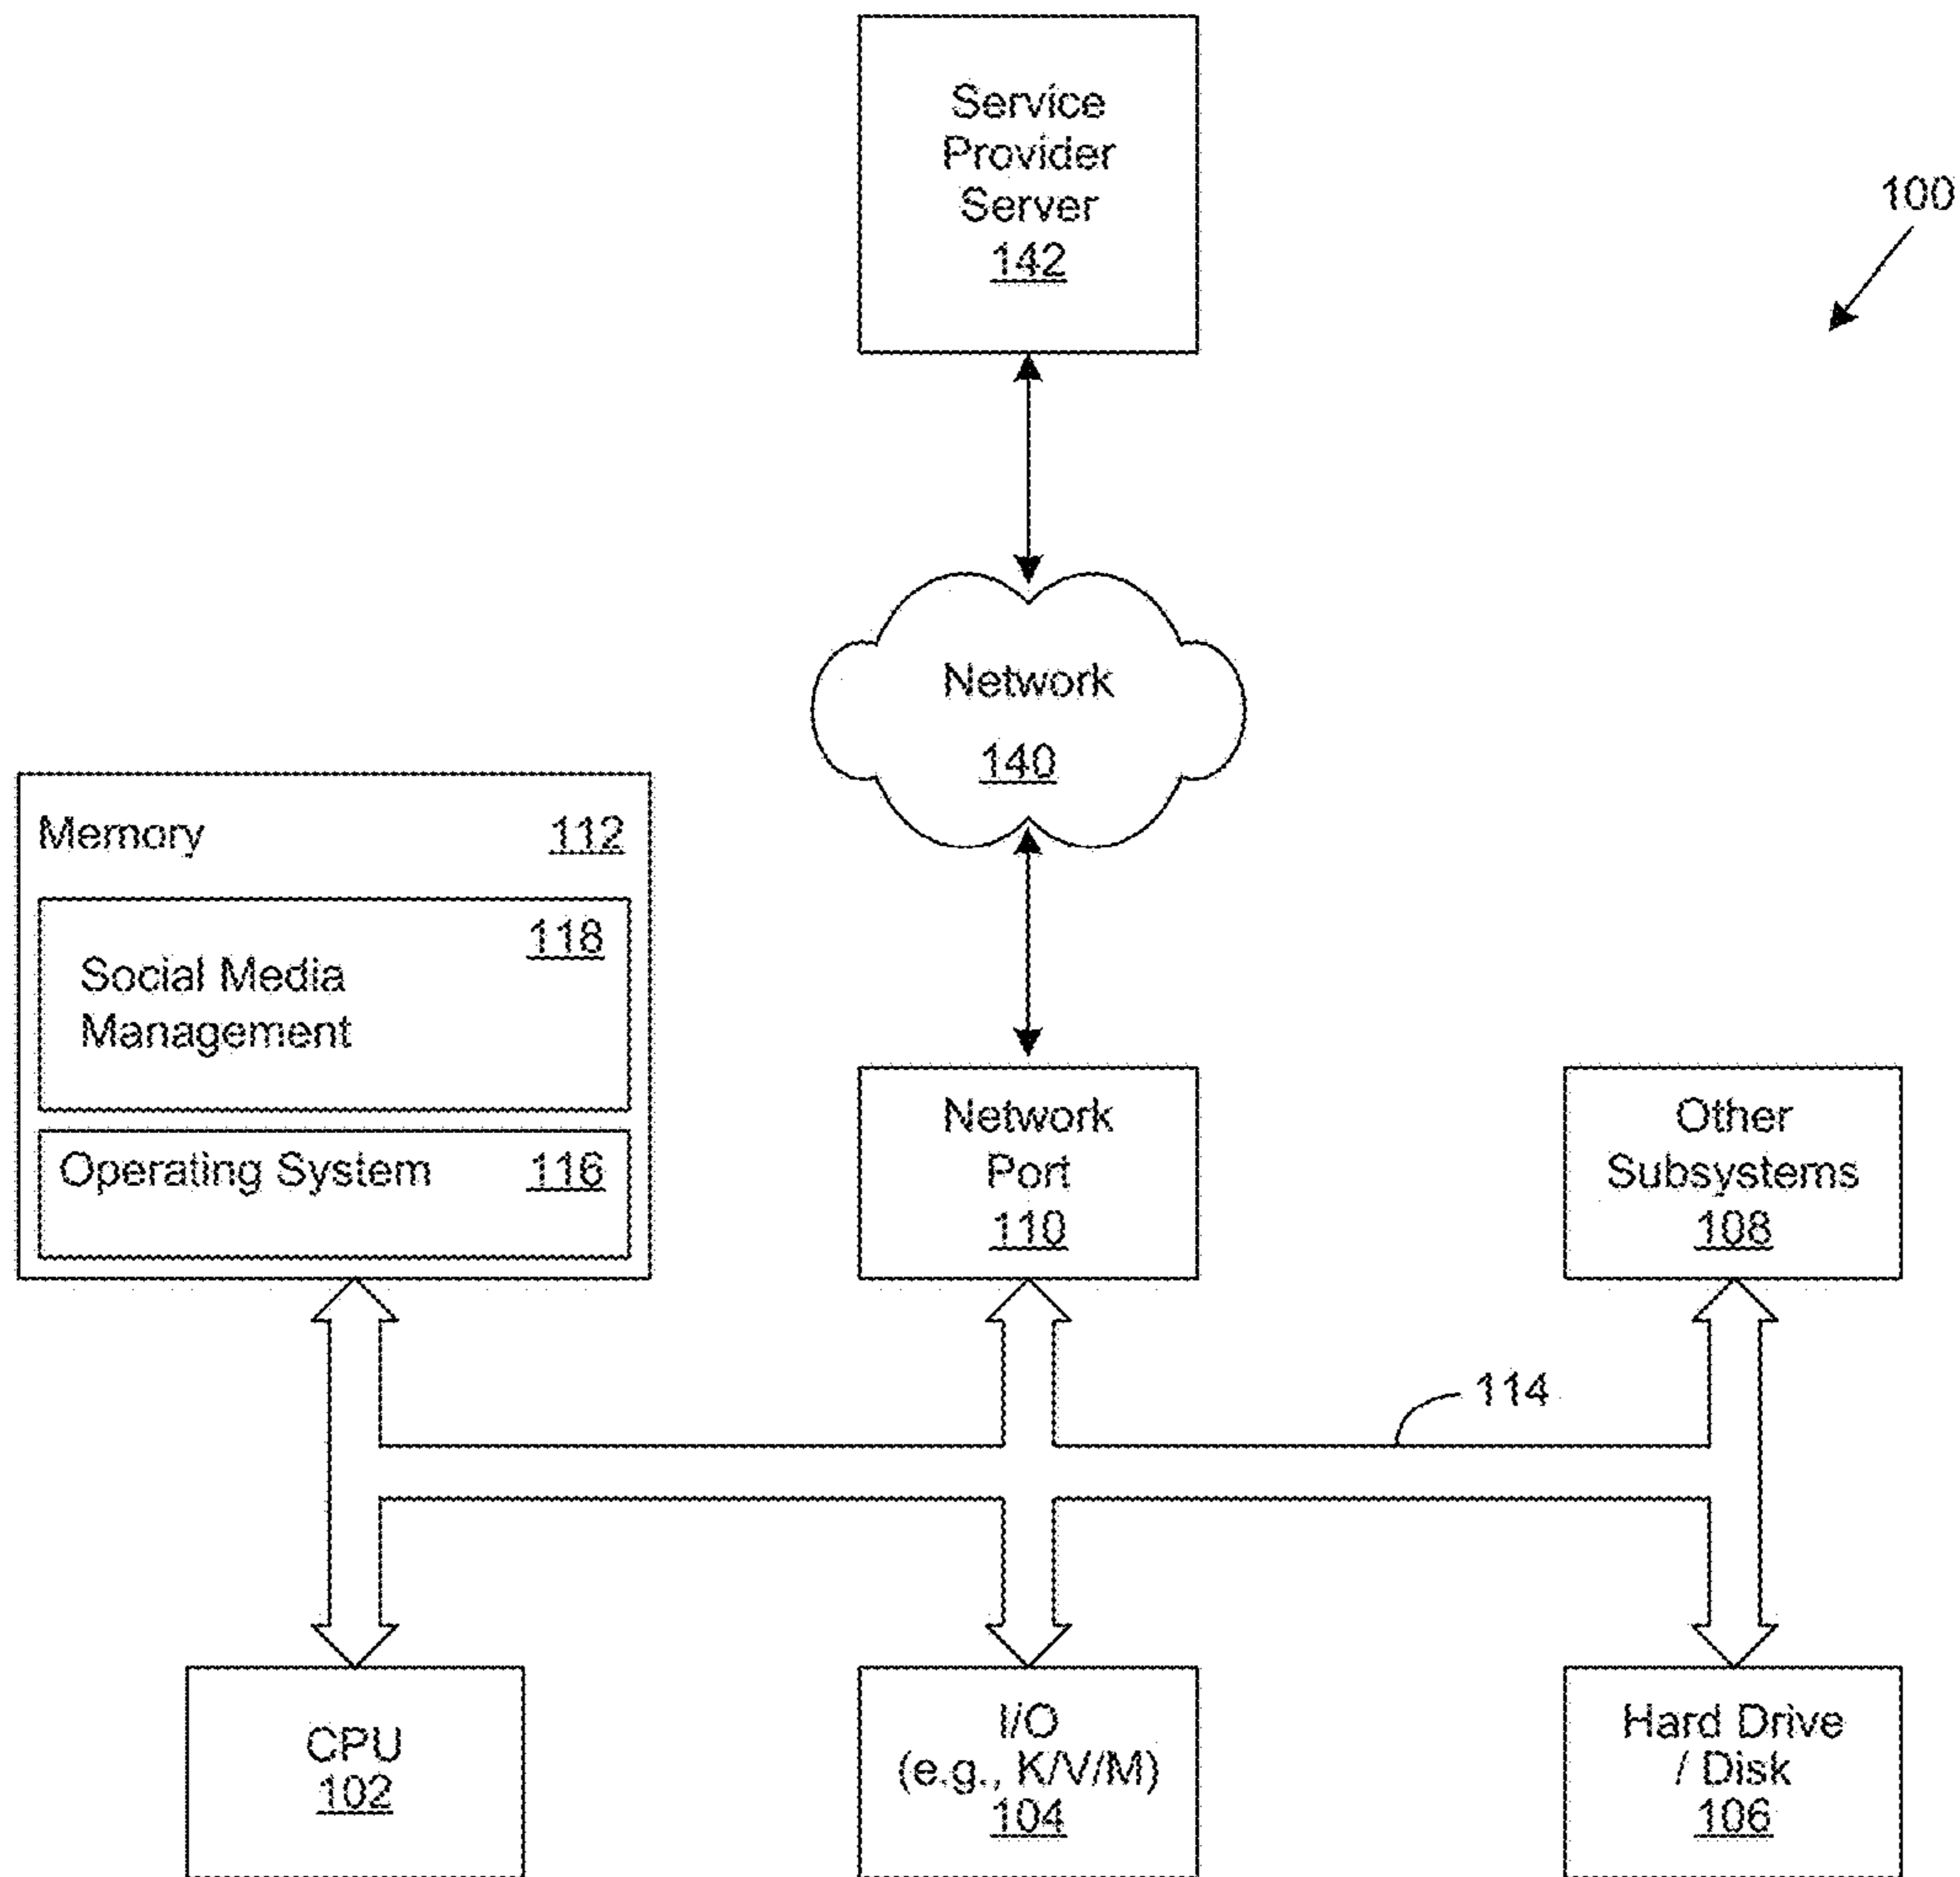 Service
Provider
Server
142
100
Network
140
Memory 112
118
Social Media
Management
Operating System 116
Network
Port
110
Other
Subsystems
108
114
CPU
102
I/O
(e.g., K/V/M)
104
Hard Drive
/ Disk
106